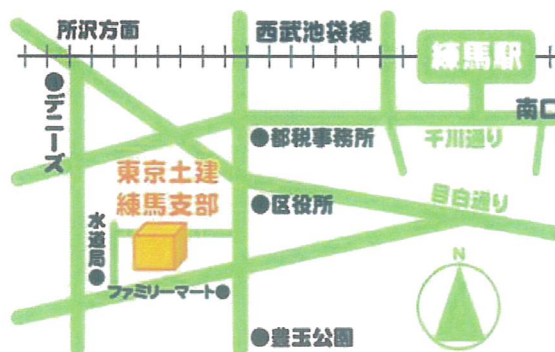 所沢方面
西武池袋線
練馬駅
南口
●デニーズ
●都税事務所
千川通り
東京土建
練馬支部
●区役所
目白通り
水道局●
ファミリーマート●
N
●豊玉公園